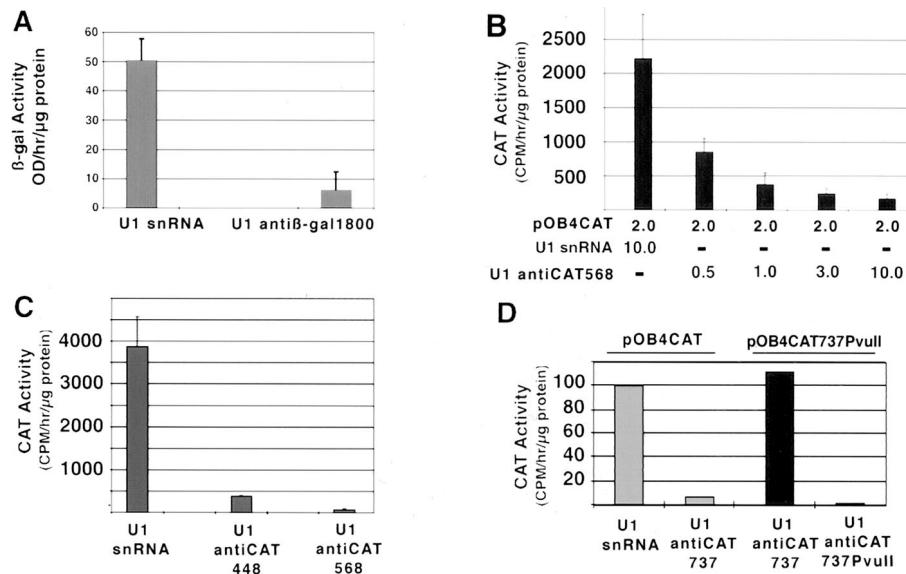 A
ß-gal Activity
OD/hr/µg protein
60
50
40
30
20
10
0
U1 snRNA
U1 antiß-gal1800
B
CAT Activity
(CPM/hr/µg protein)
2500
2000
1500
1000
500
pOB4CAT 2.0 2.0 2.0 2.0 2.0
U1 snRNA 10.0 - - - -
U1 antiCAT568 - 0.5 1.0 3.0 10.0
C
CAT Activity
(CPM/hr/µg protein)
4000
3000
2000
1000
U1
snRNA
U1
antiCAT
448
U1
antiCAT
568
D
pOB4CAT
pOB4CAT737PvuII
CAT Activity
(CPM/hr/µg protein)
100
80
60
40
20
U1
snRNA
U1
antiCAT
737
U1
antiCAT
737
U1
antiCAT
737PvuII